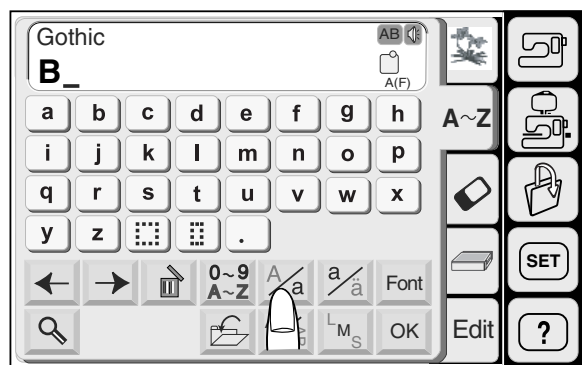 Gothic AB
B_
A(F)
a b c d e f g h A~Z
i j k l m n o p
q r s t u v w x
y z .
0~9 A/a a/ä Font
A~Z
SET
L M S OK Edit ?